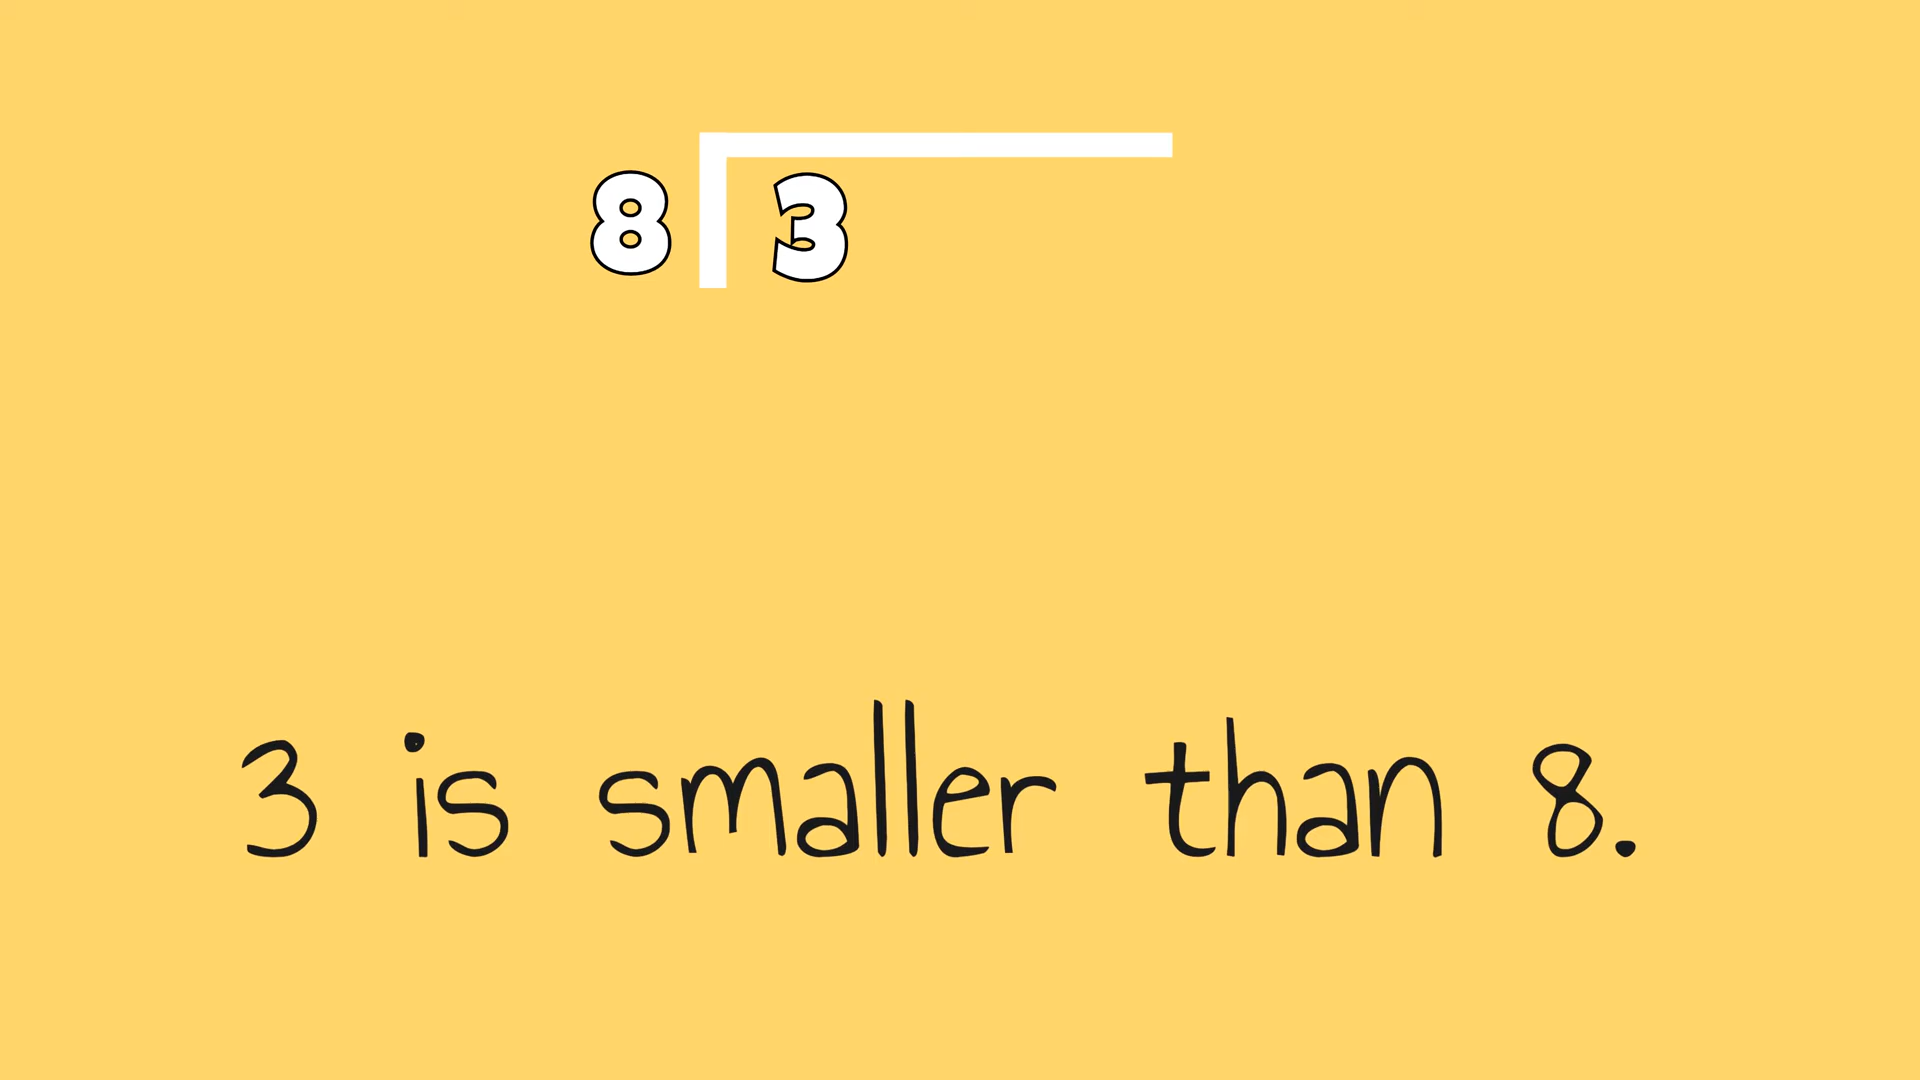 8 3
3 is smaller than 8.